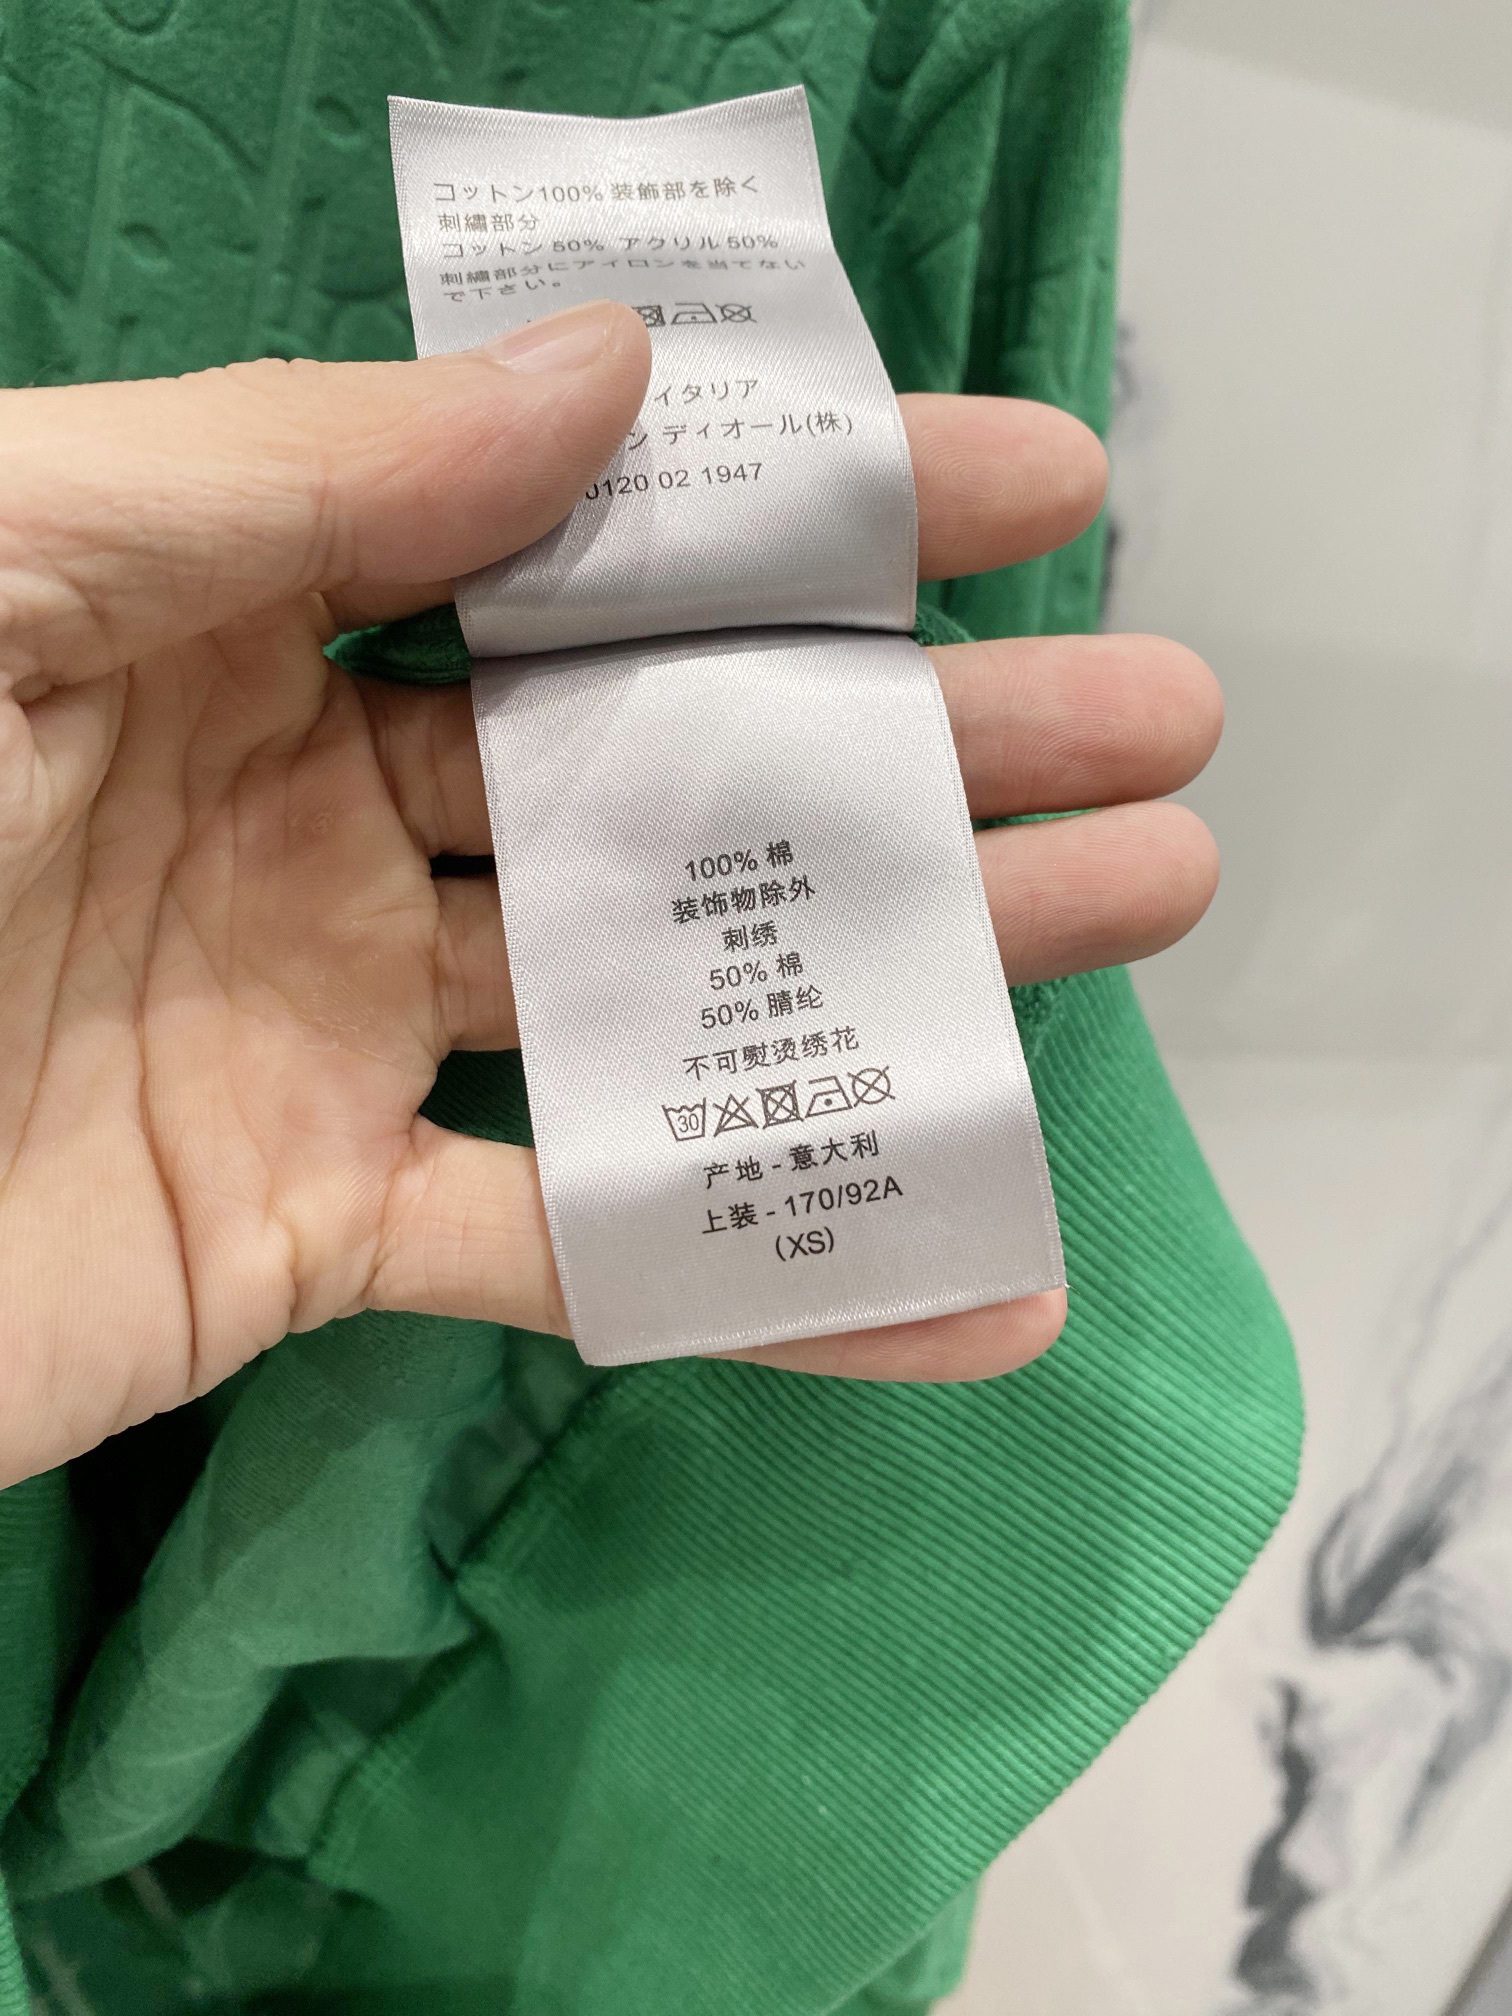 コットン100% 装飾部を除く
刺繍部分
コットン 50% アクリル 50%
刺繍部分にアイロンを当てない
で下さい。
イタリア
ン ディオール(株)
0120 02 1947
100% 棉
装饰物除外
刺绣
50% 棉
50% 腈纶
不可熨烫绣花
30
产地 - 意大利
上装 - 170/92A
(XS)